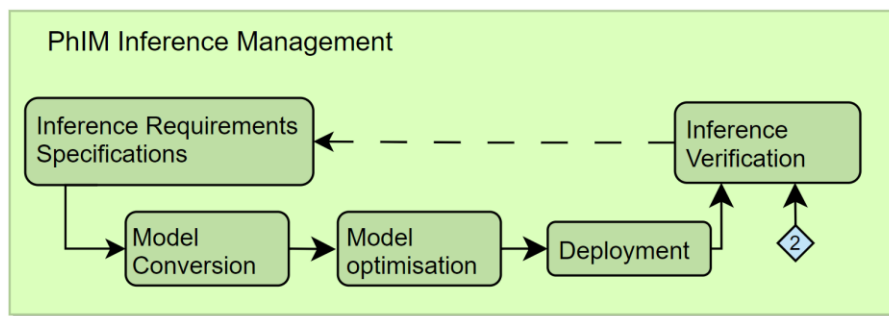 PhIM Inference Management
Inference Requirements
Specifications
Inference
Verification
Model
Conversion
Model
optimisation
Deployment
2